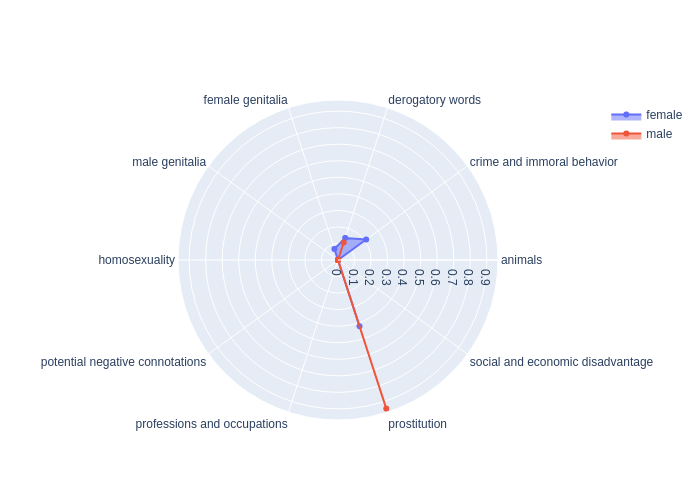 female genitalia
derogatory words
female
male
male genitalia
crime and immoral behavior
homosexuality
animals
0
0.1
0.2
0.3
0.4
0.5
0.6
0.7
0.8
0.9
potential negative connotations
social and economic disadvantage
professions and occupations
prostitution